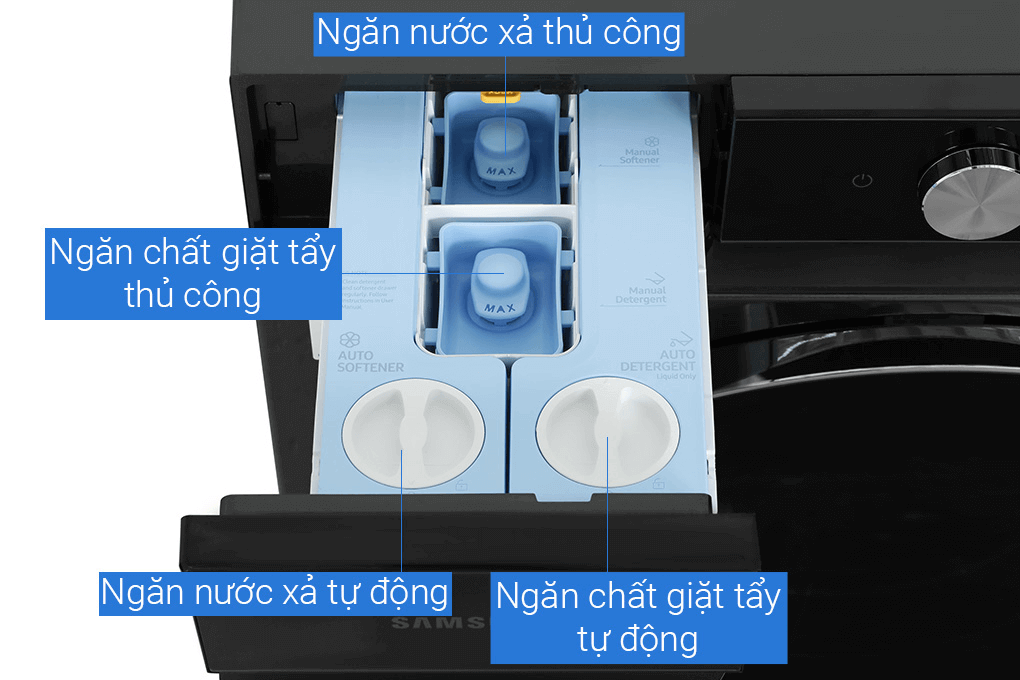 Ngăn nước xả thủ công
MAX
Manual
Softener
Ngăn chất giặt tẩy
thủ công
MAX
Manual
Detergent
AUTO
SOFTENER
AUTO
DETERGENT
Liquid Only
Ngăn nước xả tự động
Ngăn chất giặt tẩy
tự động
SAMS